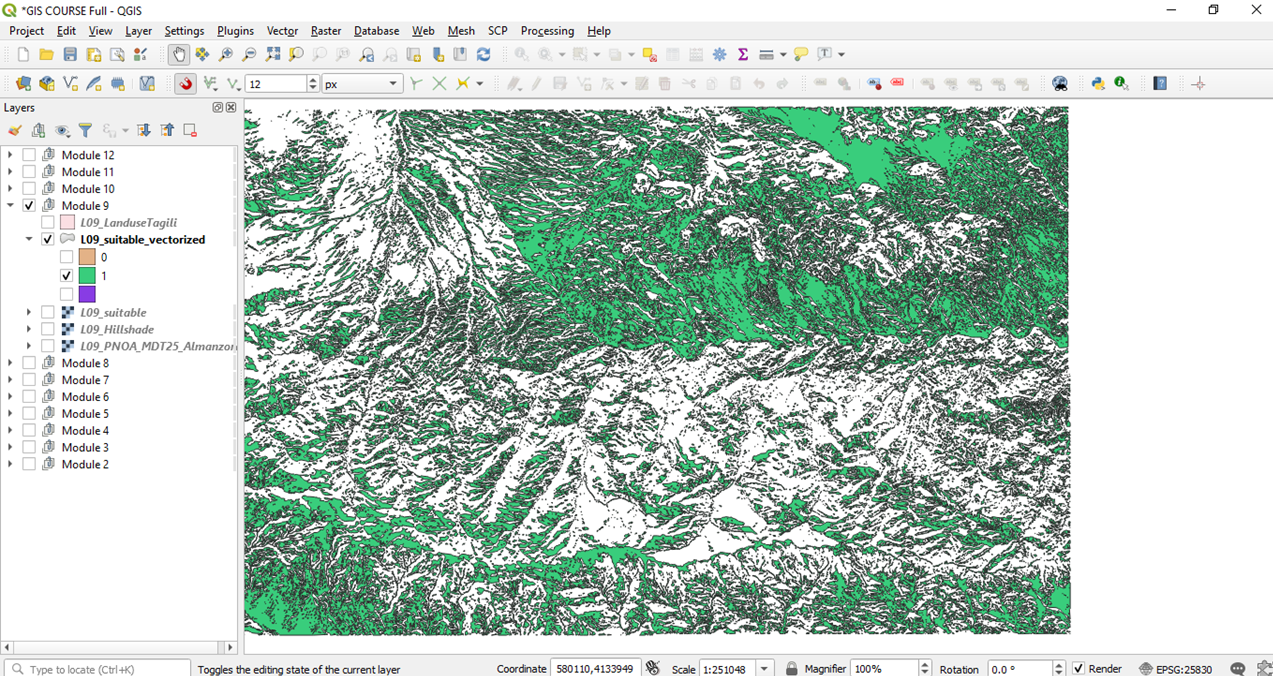 *GIS COURSE Full - QGIS
Project Edit View Layer Settings Plugins Vector Raster Database Web Mesh SCP Processing Help
12 px
Layers
Module 12
Module 11
Module 10
Module 9
L09_LanduseTagili
L09_suitable_vectorized
0
1
L09_suitable
L09_Hillshade
L09_PNOA_MDT25_Almanzor
Module 8
Module 7
Module 6
Module 5
Module 4
Module 3
Module 2
Type to locate (Ctrl+K) Toggles the editing state of the current layer Coordinate 580110,4133949 Scale 1:251048 Magnifier 100% Rotation 0.0 ° Render EPSG:25830